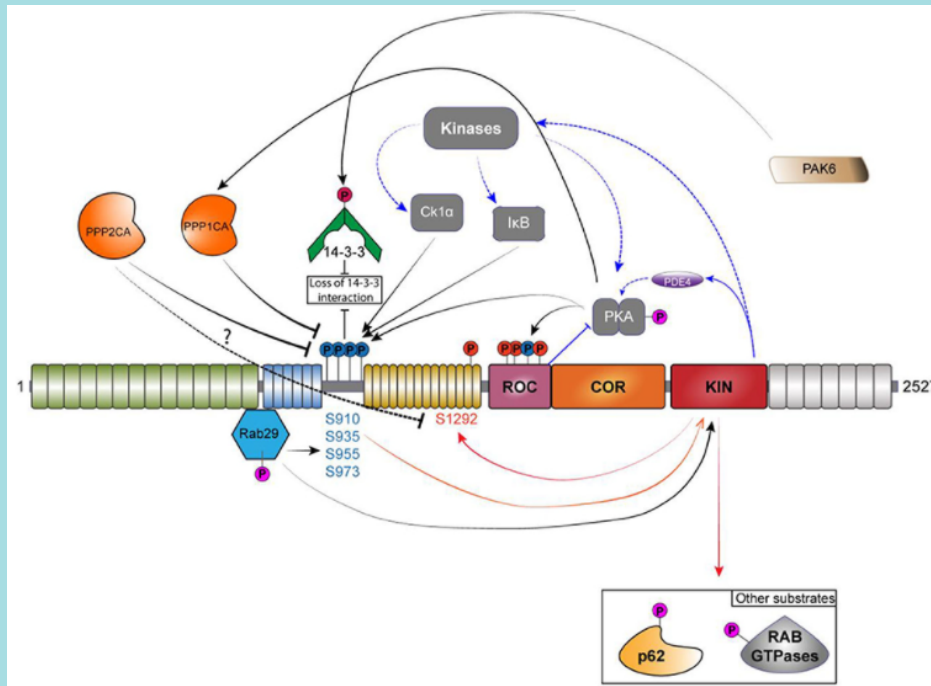 Kinases
PAK6
P
PPP2CA
PPP1CA
Ck1α
IκB
14-3-3
Loss of 14-3-3
interaction
PDE4
PKA
P
?
P P P P
P
P P P P
1
ROC
COR
KIN
2527
Rab29
P
S910
S935
S955
S973
S1292
Other substrates
P
p62
P
RAB
GTPases